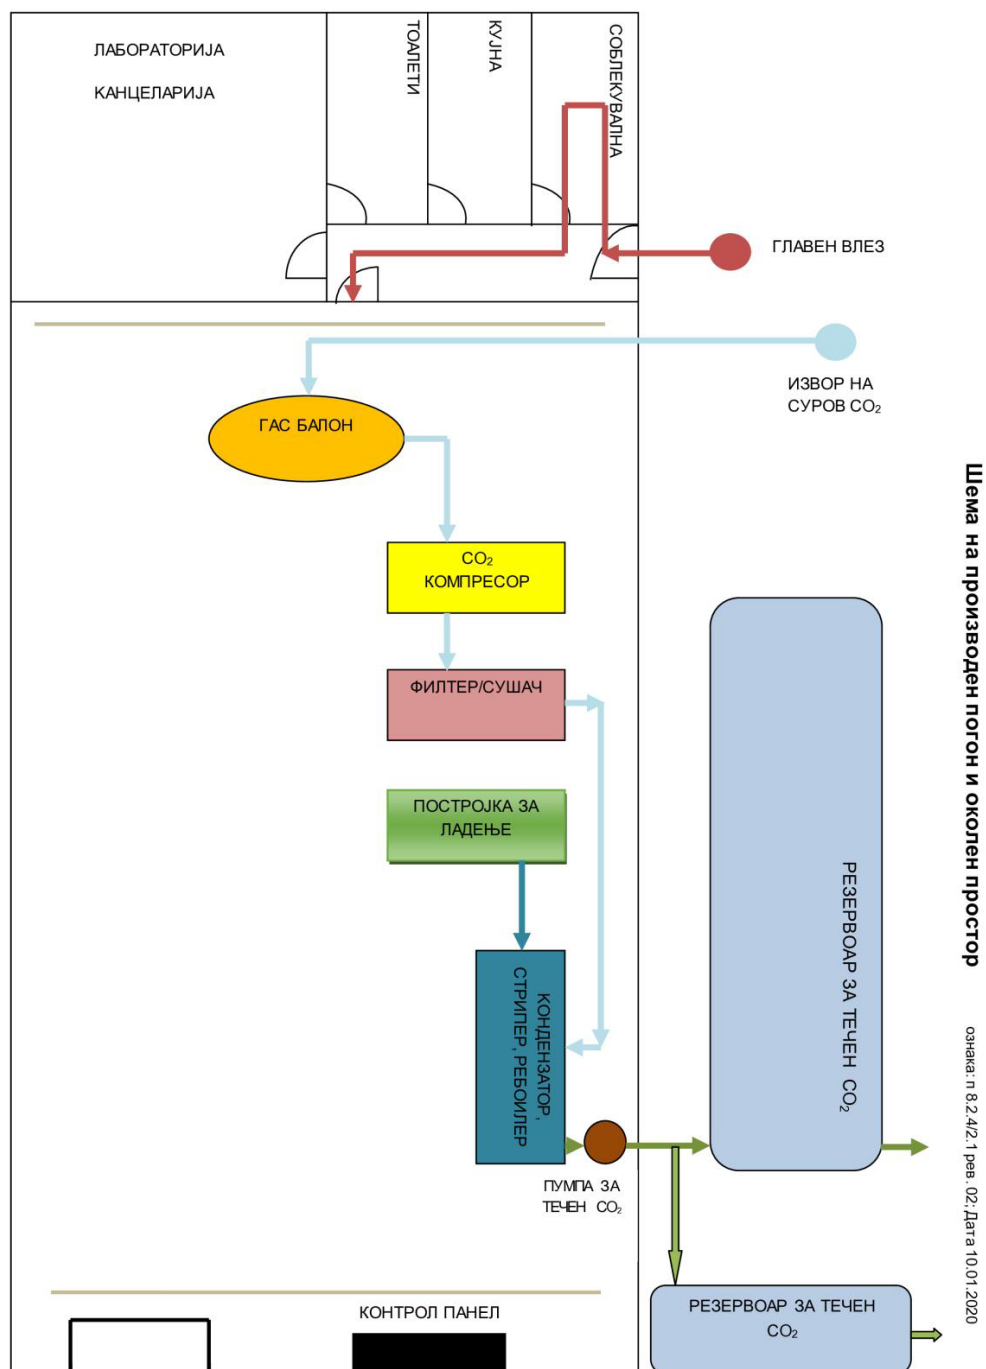 ЛАБОРАТОРИЈА
КАНЦЕЛАРИЈА
ТОАЛЕТИ
КУЈНА
СОБЛЕКУВАЛНА
ГЛАВЕН ВЛЕЗ
ИЗВОР НА
СУРОВ CO₂
ГАС БАЛОН
CO₂
КОМПРЕСОР
ФИЛТЕР/СУШАЧ
ПОСТРОЈКА ЗА
ЛАДЕЊЕ
КОНДЕНЗАТОР,
СТРИПЕР, РЕБОИЛЕР
ПУМПА ЗА
ТЕЧЕН CO₂
РЕЗЕРВОАР ЗА ТЕЧЕН CO₂
РЕЗЕРВОАР ЗА ТЕЧЕН
CO₂
КОНТРОЛ ПАНЕЛ
Шема на производен погон и околен простор
ознака: п 8.2.4/2.1 рев. 02; Дата 10.01.2020